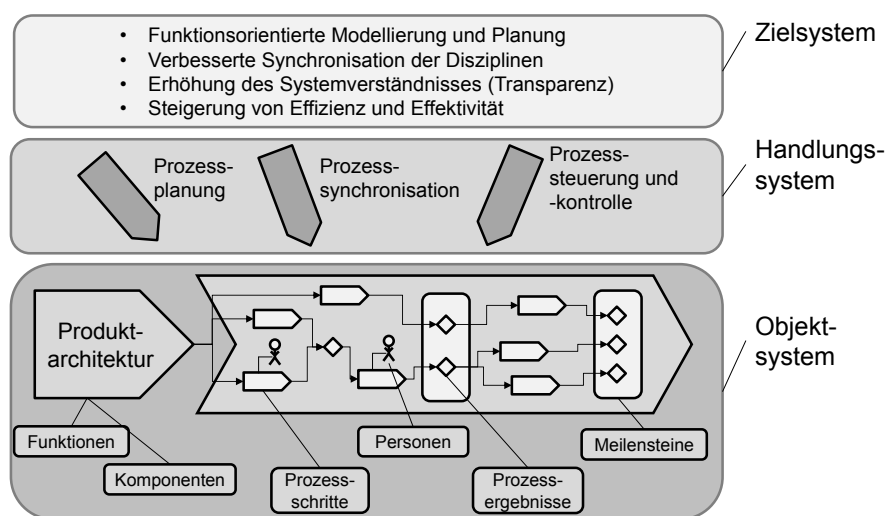 • Funktionsorientierte Modellierung und Planung
• Verbesserte Synchronisation der Disziplinen
• Erhöhung des Systemverständnisses (Transparenz)
• Steigerung von Effizienz und Effektivität
Zielsystem
Prozess-
planung
Prozess-
synchronisation
Prozess-
steuerung und
-kontrolle
Handlungs-
system
Produkt-
architektur
Objekt-
system
Funktionen
Komponenten
Prozess-
schritte
Personen
Prozess-
ergebnisse
Meilensteine